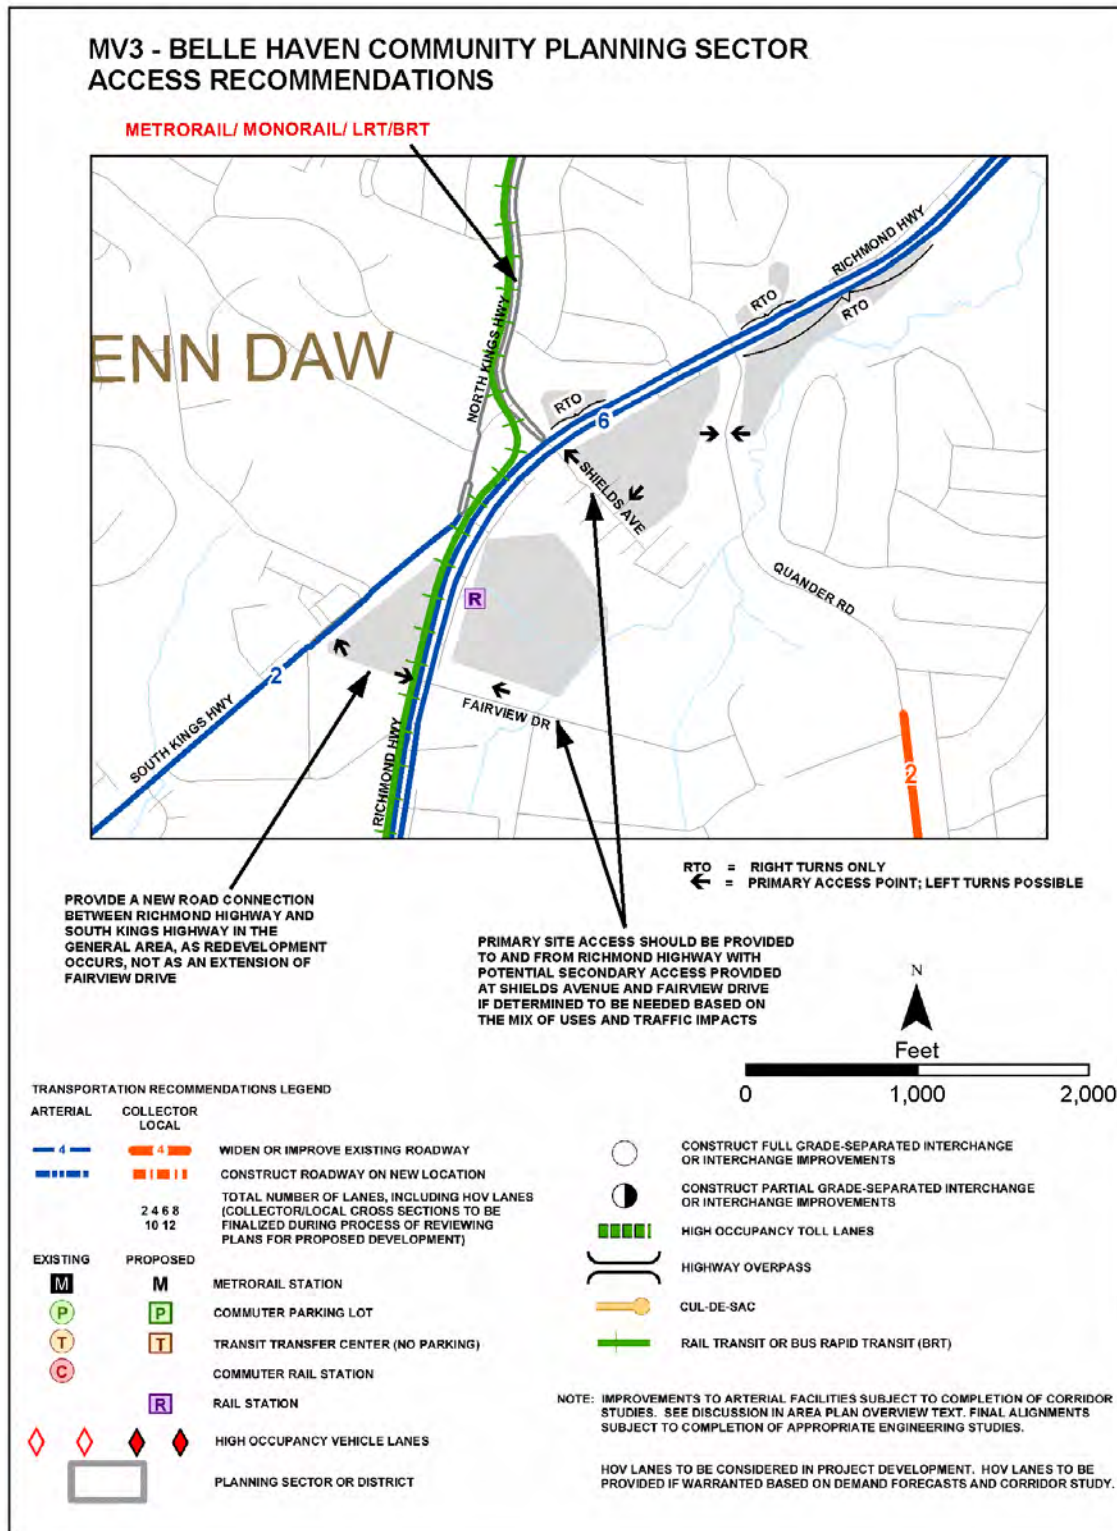 MV3 - BELLE HAVEN COMMUNITY PLANNING SECTOR
ACCESS RECOMMENDATIONS
METRORAIL/ MONORAIL/ LRT/BRT
RICHMOND HWY
RTO
RTO
NORTH KINGS HWY
ENN DAW
RTO
6
SHIELDS AVE
QUANDER RD
R
2
FAIRVIEW DR
SOUTH KINGS HWY
RICHMOND HWY
2
RTO = RIGHT TURNS ONLY
= PRIMARY ACCESS POINT; LEFT TURNS POSSIBLE
PROVIDE A NEW ROAD CONNECTION
BETWEEN RICHMOND HIGHWAY AND
SOUTH KINGS HIGHWAY IN THE
GENERAL AREA, AS REDEVELOPMENT
OCCURS, NOT AS AN EXTENSION OF
FAIRVIEW DRIVE
PRIMARY SITE ACCESS SHOULD BE PROVIDED
TO AND FROM RICHMOND HIGHWAY WITH
POTENTIAL SECONDARY ACCESS PROVIDED
AT SHIELDS AVENUE AND FAIRVIEW DRIVE
IF DETERMINED TO BE NEEDED BASED ON
THE MIX OF USES AND TRAFFIC IMPACTS
N
Feet
0 1,000 2,000
TRANSPORTATION RECOMMENDATIONS LEGEND
ARTERIAL COLLECTOR
LOCAL
4 4 WIDEN OR IMPROVE EXISTING ROADWAY
CONSTRUCT ROADWAY ON NEW LOCATION
2 4 6 8
10 12
TOTAL NUMBER OF LANES, INCLUDING HOV LANES
(COLLECTOR/LOCAL CROSS SECTIONS TO BE
FINALIZED DURING PROCESS OF REVIEWING
PLANS FOR PROPOSED DEVELOPMENT)
EXISTING PROPOSED
M M METRORAIL STATION
P P COMMUTER PARKING LOT
T T TRANSIT TRANSFER CENTER (NO PARKING)
C COMMUTER RAIL STATION
R RAIL STATION
HIGH OCCUPANCY VEHICLE LANES
PLANNING SECTOR OR DISTRICT
CONSTRUCT FULL GRADE-SEPARATED INTERCHANGE
OR INTERCHANGE IMPROVEMENTS
CONSTRUCT PARTIAL GRADE-SEPARATED INTERCHANGE
OR INTERCHANGE IMPROVEMENTS
HIGH OCCUPANCY TOLL LANES
HIGHWAY OVERPASS
CUL-DE-SAC
RAIL TRANSIT OR BUS RAPID TRANSIT (BRT)
NOTE: IMPROVEMENTS TO ARTERIAL FACILITIES SUBJECT TO COMPLETION OF CORRIDOR
STUDIES. SEE DISCUSSION IN AREA PLAN OVERVIEW TEXT. FINAL ALIGNMENTS
SUBJECT TO COMPLETION OF APPROPRIATE ENGINEERING STUDIES.
HOV LANES TO BE CONSIDERED IN PROJECT DEVELOPMENT. HOV LANES TO BE
PROVIDED IF WARRANTED BASED ON DEMAND FORECASTS AND CORRIDOR STUDY.